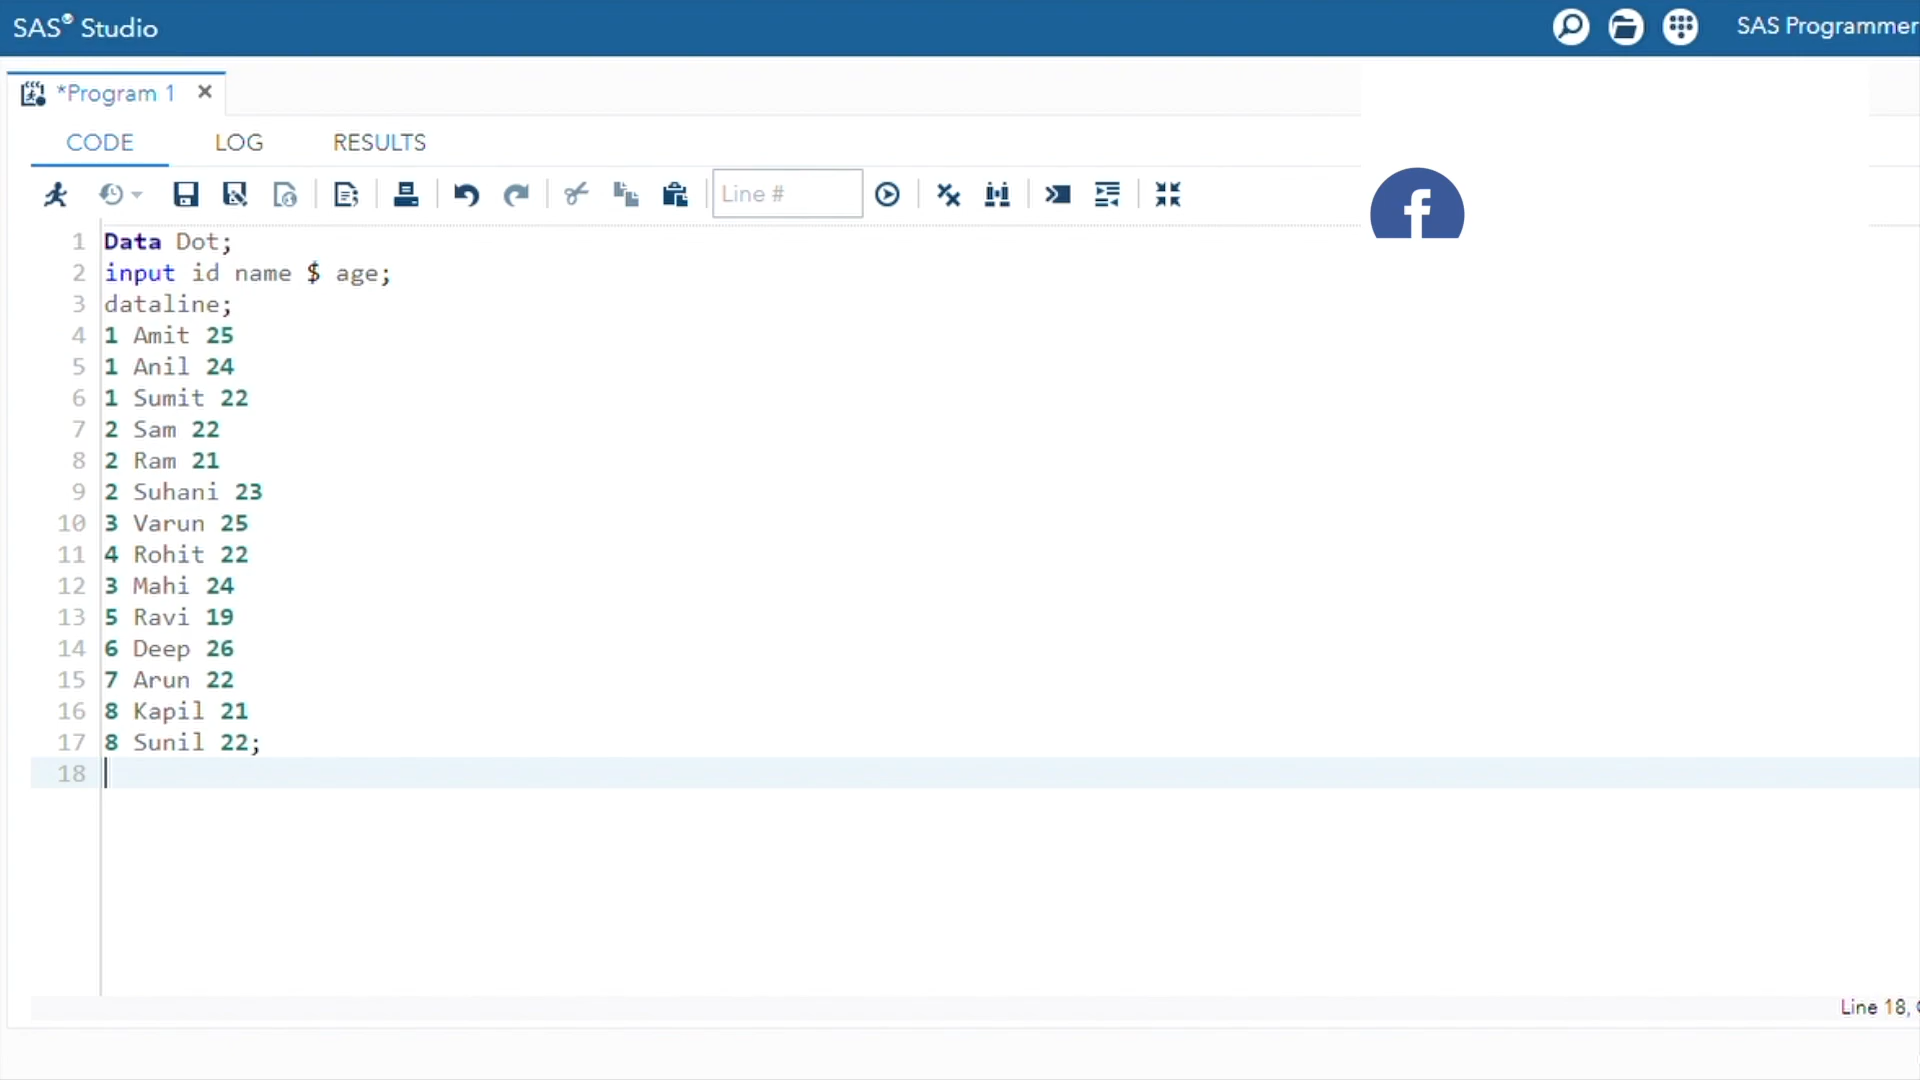 SAS® Studio
SAS Programmer
*Program 1
CODE LOG RESULTS
Line #
f
1 Data Dot;
2 input id name $ age;
3 dataline;
4 1 Amit 25
5 1 Anil 24
6 1 Sumit 22
7 2 Sam 22
8 2 Ram 21
9 2 Suhani 23
10 3 Varun 25
11 4 Rohit 22
12 3 Mahi 24
13 5 Ravi 19
14 6 Deep 26
15 7 Arun 22
16 8 Kapil 21
17 8 Sunil 22;
18
Line 18,